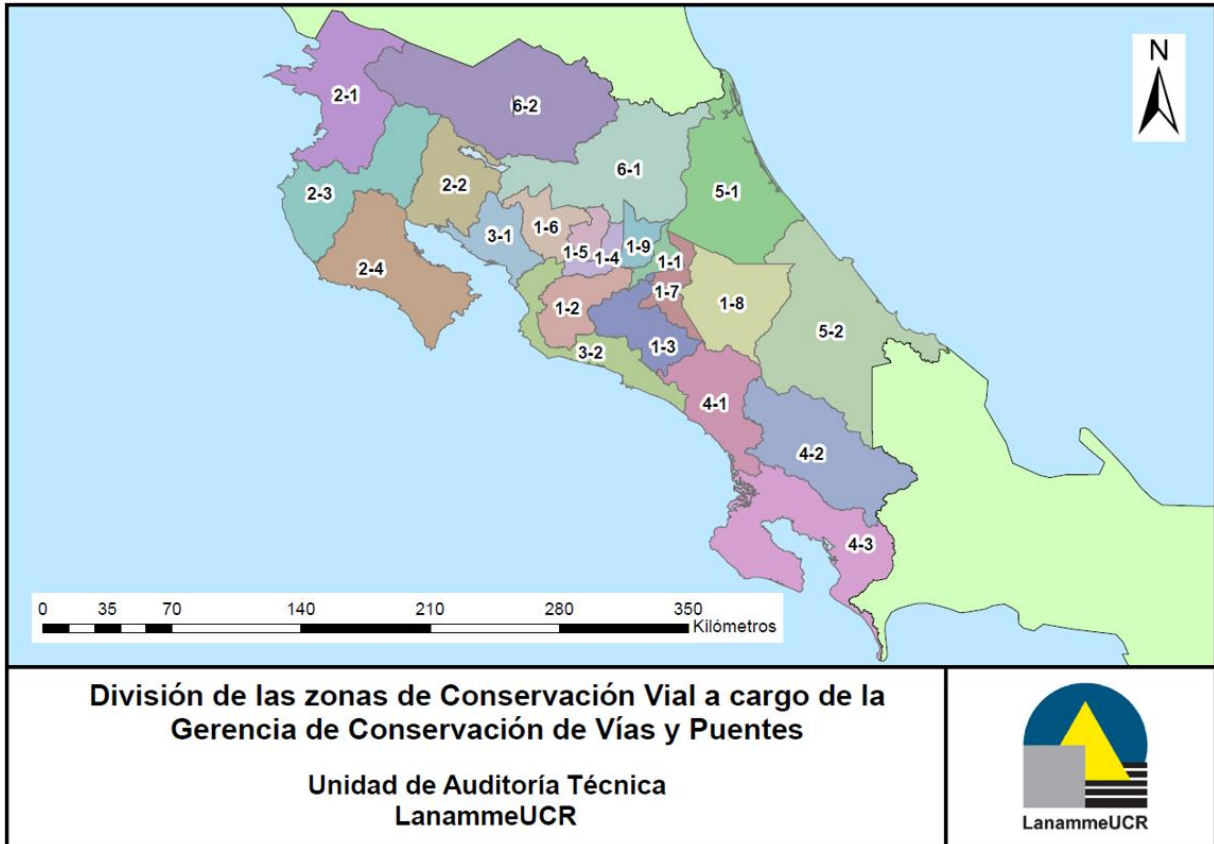 N
2-1
6-2
6-1
5-1
2-2
2-3
1-6
3-1
1-9
1-5
1-4
1-1
2-4
1-7
1-2
1-8
5-2
1-3
3-2
4-1
4-2
4-3
0 35 70 140 210 280 350
Kilómetros
División de las zonas de Conservación Vial a cargo de la
Gerencia de Conservación de Vías y Puentes
Unidad de Auditoría Técnica
LanammeUCR
LanammeUCR